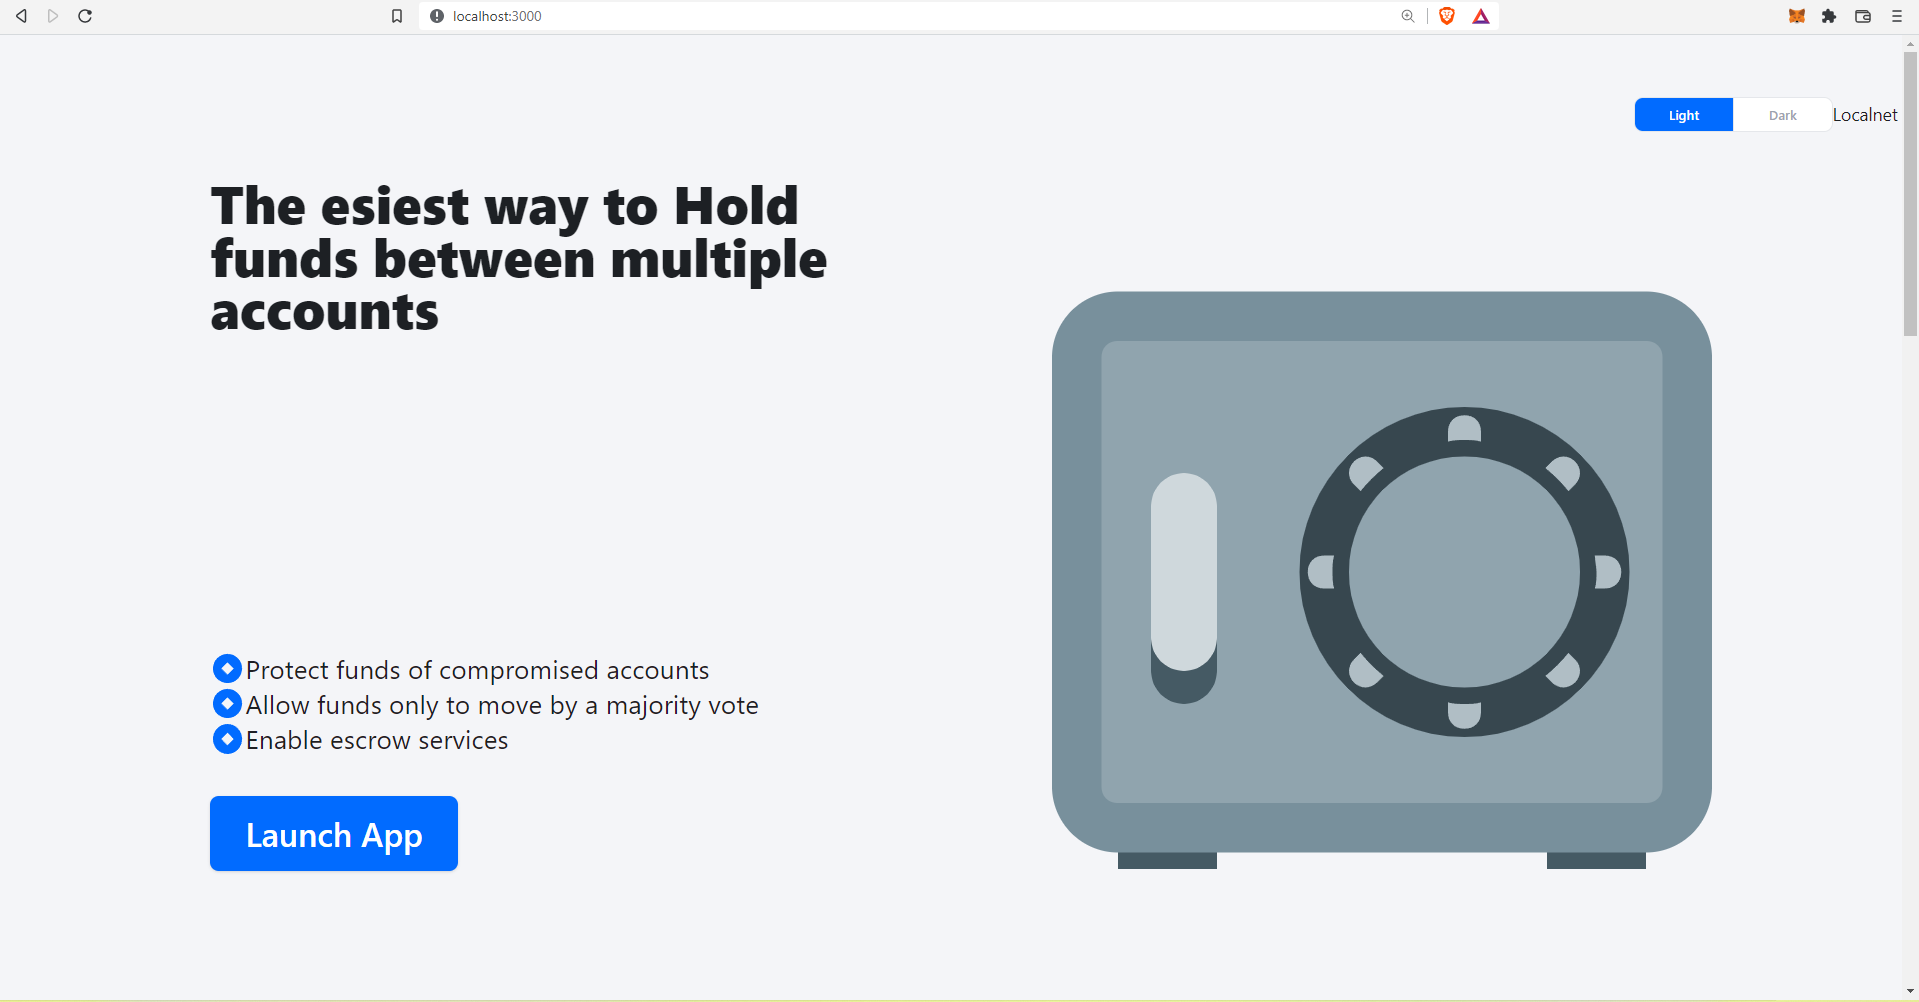 localhost:3000
Light Dark Localnet
The esiest way to Hold
funds between multiple
accounts
Protect funds of compromised accounts
Allow funds only to move by a majority vote
Enable escrow services
Launch App